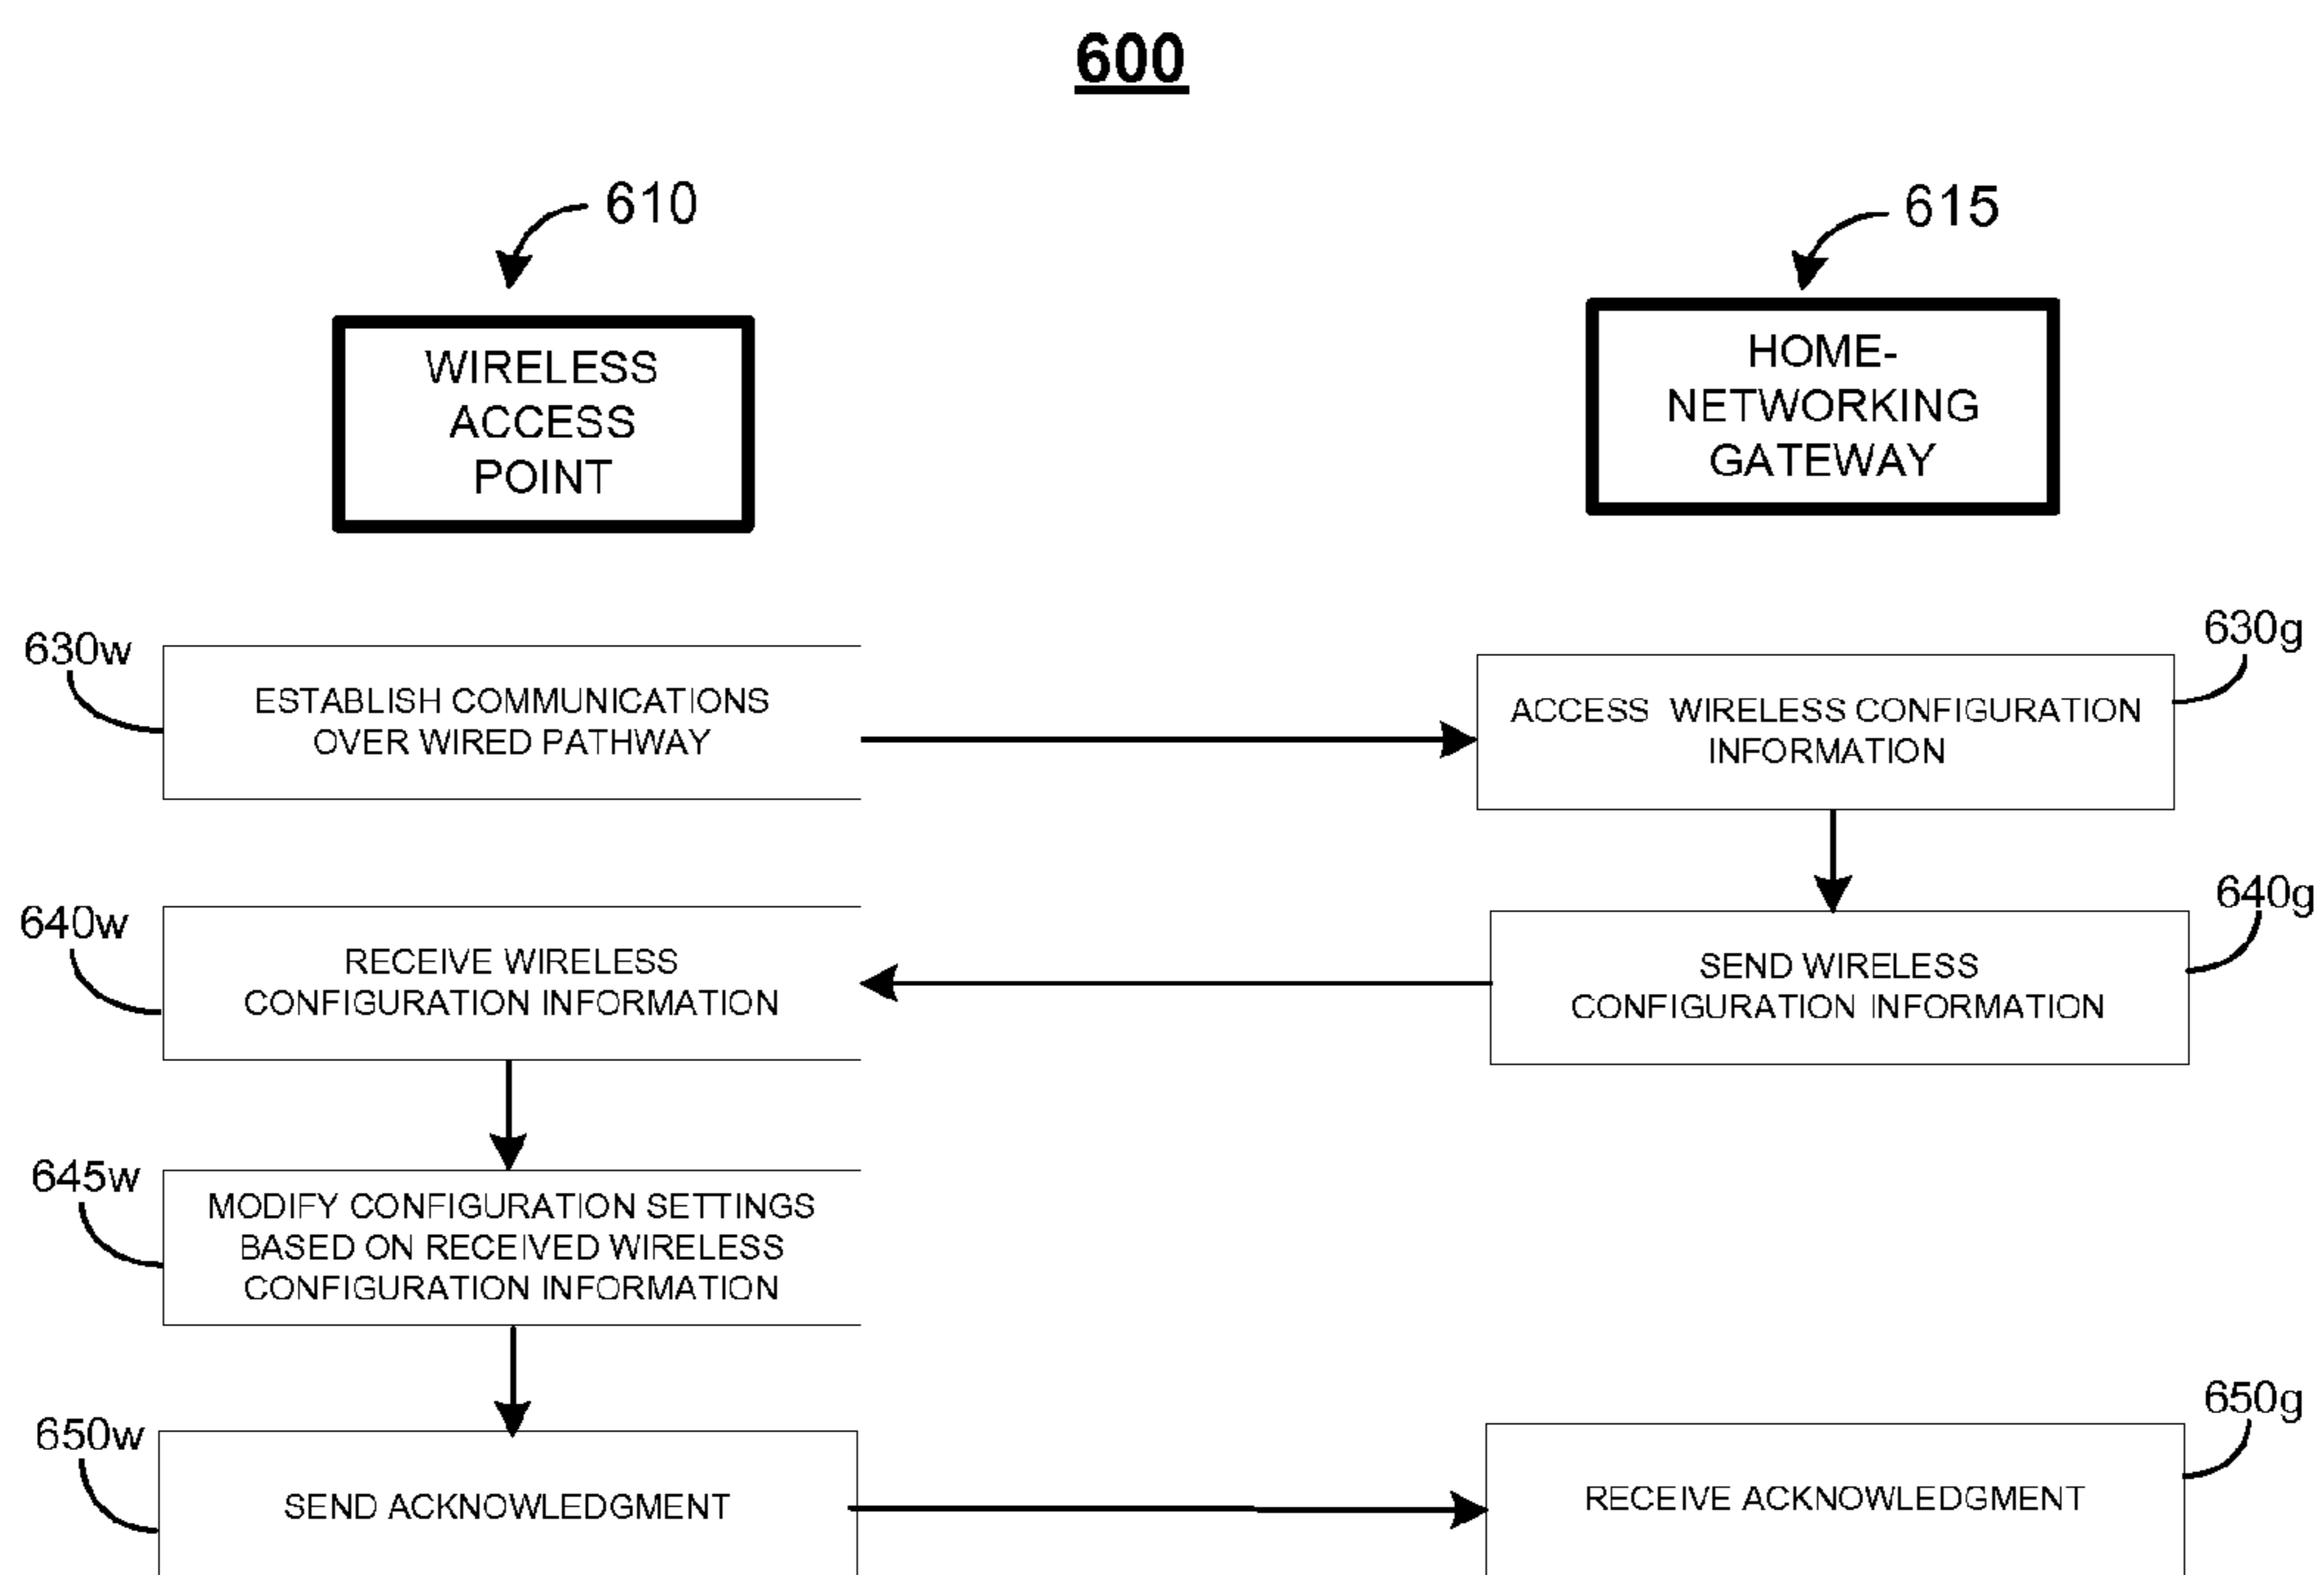 600
610
615
WIRELESS
ACCESS
POINT
HOME-
NETWORKING
GATEWAY
630w
ESTABLISH COMMUNICATIONS
OVER WIRED PATHWAY
630g
ACCESS WIRELESS CONFIGURATION
INFORMATION
640w
RECEIVE WIRELESS
CONFIGURATION INFORMATION
640g
SEND WIRELESS
CONFIGURATION INFORMATION
645w
MODIFY CONFIGURATION SETTINGS
BASED ON RECEIVED WIRELESS
CONFIGURATION INFORMATION
650w
SEND ACKNOWLEDGMENT
650g
RECEIVE ACKNOWLEDGMENT